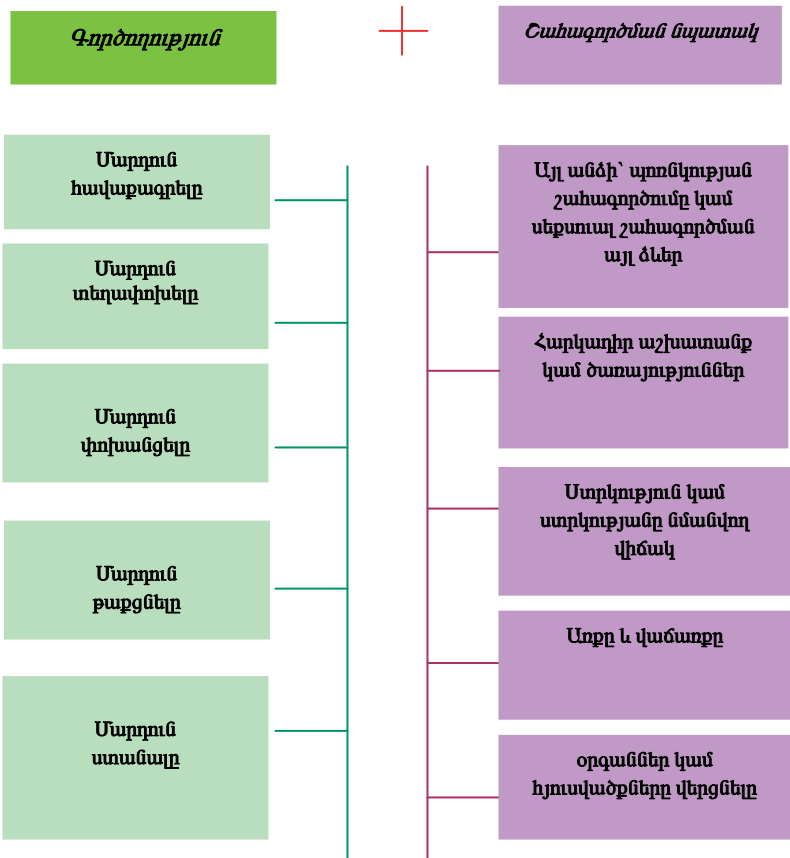 Գործողություն
Շահագործման նպատակ
Մարդուն
հավաքագրելը
Մարդուն
տեղափոխելը
Մարդուն
փոխանցելը
Մարդուն
թաքցնելը
Մարդուն
ստանալը
Այլ անձի՝ պոռնկության
շահագործումը կամ
սեքսուալ շահագործման
այլ ձևեր
Հարկադիր աշխատանք
կամ ծառայություններ
Ստրկություն կամ
ստրկությանը նմանվող
վիճակ
Առքը և վաճառքը
օրգաններ կամ
հյուսվածքները վերցնելը